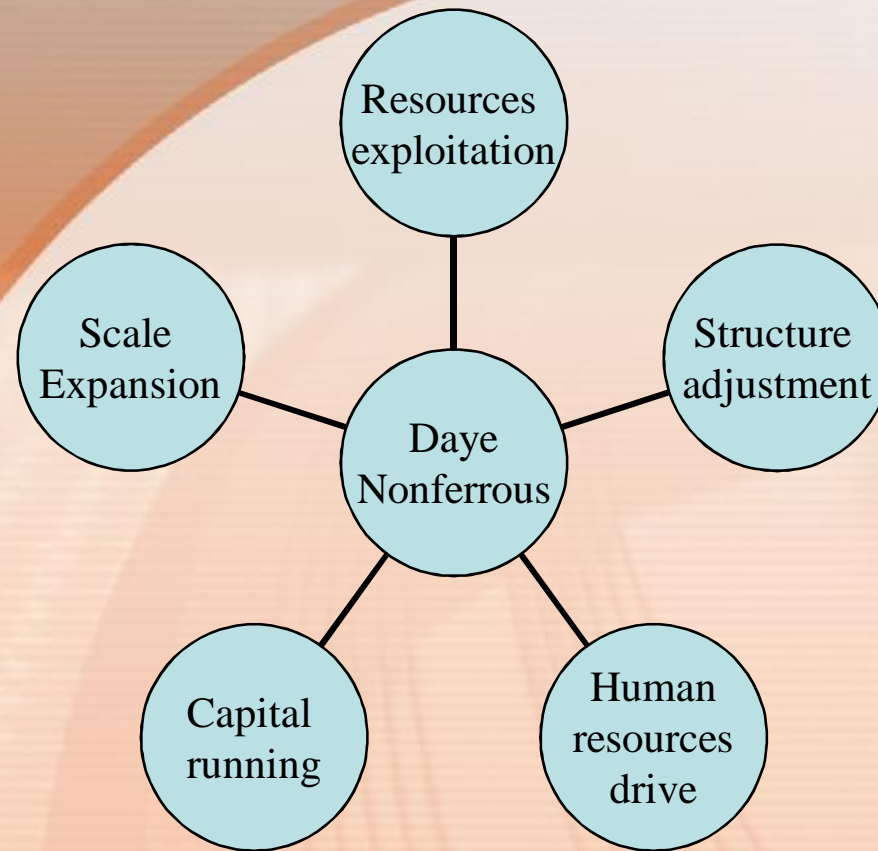 Resources
exploitation
Scale
Expansion
Structure
adjustment
Daye
Nonferrous
Capital
running
Human
resources
drive